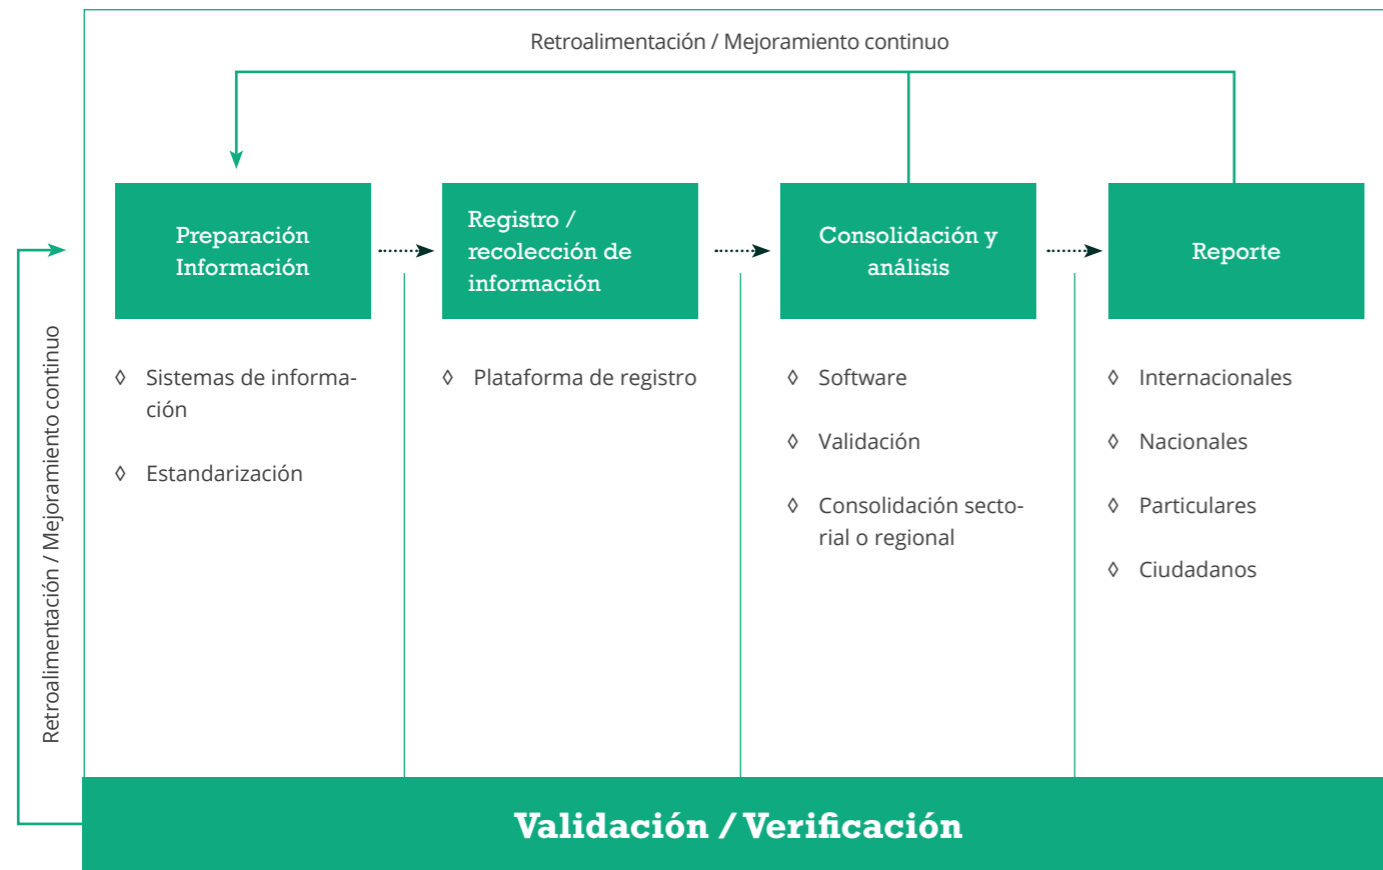 Retroalimentación / Mejoramiento continuo
Preparación
Información
Registro /
recolección de
información
Consolidación y
análisis
Reporte
◊ Sistemas de informa-
ción
◊ Estandarización
◊ Plataforma de registro
◊ Software
◊ Validación
◊ Consolidación secto-
rial o regional
◊ Internacionales
◊ Nacionales
◊ Particulares
◊ Ciudadanos
Retroalimentación / Mejoramiento continuo
Validación / Verificación